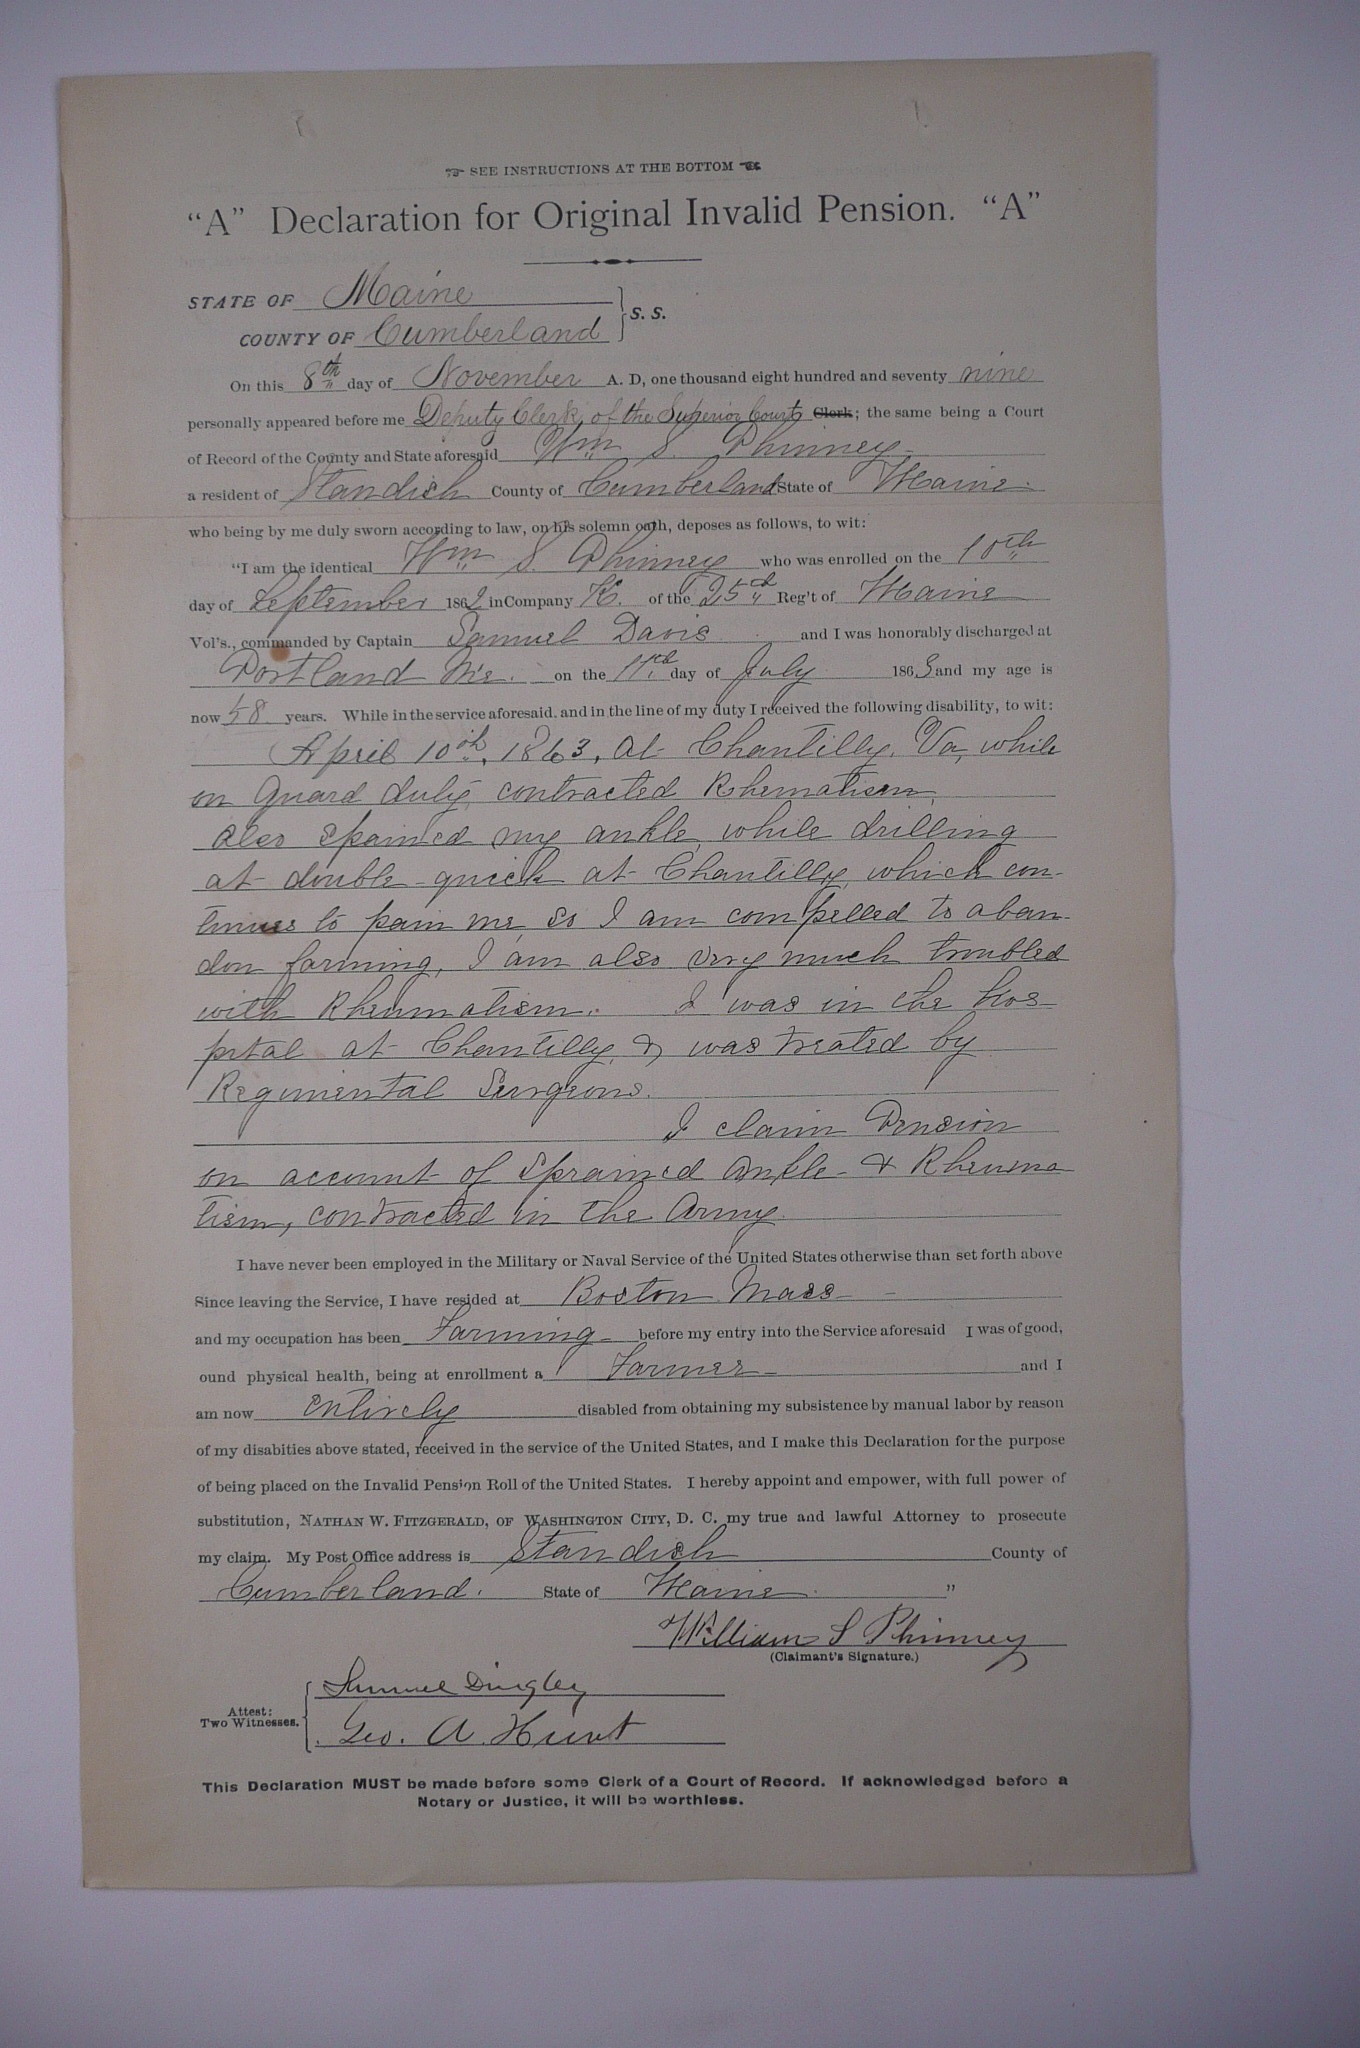 SEE INSTRUCTIONS AT THE BOTTOM
"A" Declaration for Original Invalid Pension. "A"
STATE OF Maine
COUNTY OF Cumberland } S. S.
On this 8th day of November A. D, one thousand eight hundred and seventy nine
personally appeared before me Deputy Clerk of the Superior Court Clerk; the same being a Court
of Record of the County and State aforesaid Wm S. Phinney
a resident of Standish County of Cumberland State of Maine
who being by me duly sworn according to law, on his solemn oath, deposes as follows, to wit:
"I am the identical Wm S. Phinney who was enrolled on the 10th
day of September 1862 in Company K. of the 25th Reg't of Maine
Vol's., commanded by Captain Samuel Davis and I was honorably discharged at
Portland Me. on the 11th day of July 1863 and my age is
now 58 years. While in the service aforesaid. and in the line of my duty I received the following disability, to wit:
April 10th, 1863, at Chantilly, Va, while
on Guard duty, contracted Rhematism,
also Spained my ankle, while drilling
at double-quick at Chantilly, which con-
tinues to pain me, so I am compelled to aban-
don farming, I am also very much troubled
with Rheumatism. I was in the Hos-
pital at Chantilly, & was treated by
Regimental Surgeons.
I claim Pension
on account of Sprained Ankle & Rheuma
tism, contracted in the Army.
I have never been employed in the Military or Naval Service of the United States otherwise than set forth above
Since leaving the Service, I have resided at Boston Mass
and my occupation has been Farming before my entry into the Service aforesaid I was of good,
ound physical health, being at enrollment a Farmer and I
am now Entirely disabled from obtaining my subsistence by manual labor by reason
of my disabities above stated, received in the service of the United States, and I make this Declaration for the purpose
of being placed on the Invalid Pension Roll of the United States. I hereby appoint and empower, with full power of
substitution, NATHAN W. FITZGERALD, OF WASHINGTON CITY, D. C. my true and lawful Attorney to prosecute
my claim. My Post Office address is Standish County of
Cumberland. State of Maine. "
William S Phinney
(Claimant's Signature.)
Attest:
Two Witnesses.
Samuel Dingley
Geo. A. Hunt
This Declaration MUST be made before some Clerk of a Court of Record. If acknowledged before a
Notary or Justice, it will be worthless.